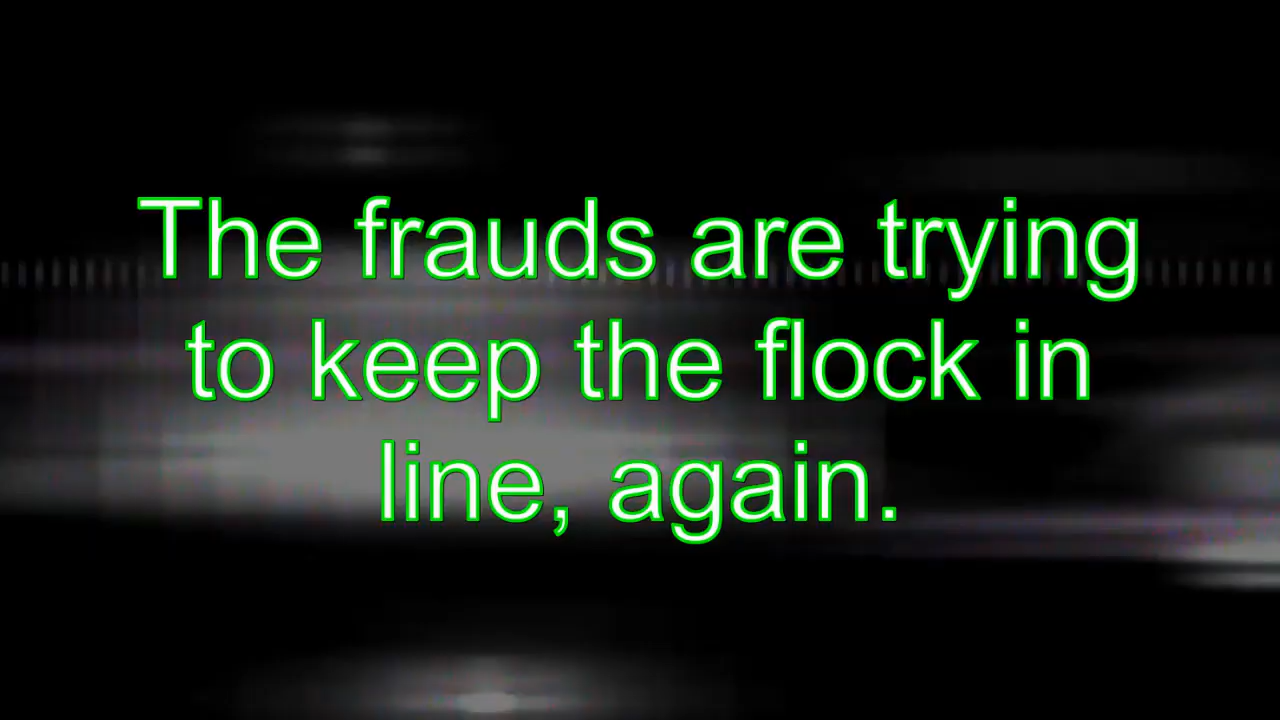 The frauds are trying
to keep the flock in
line, again.